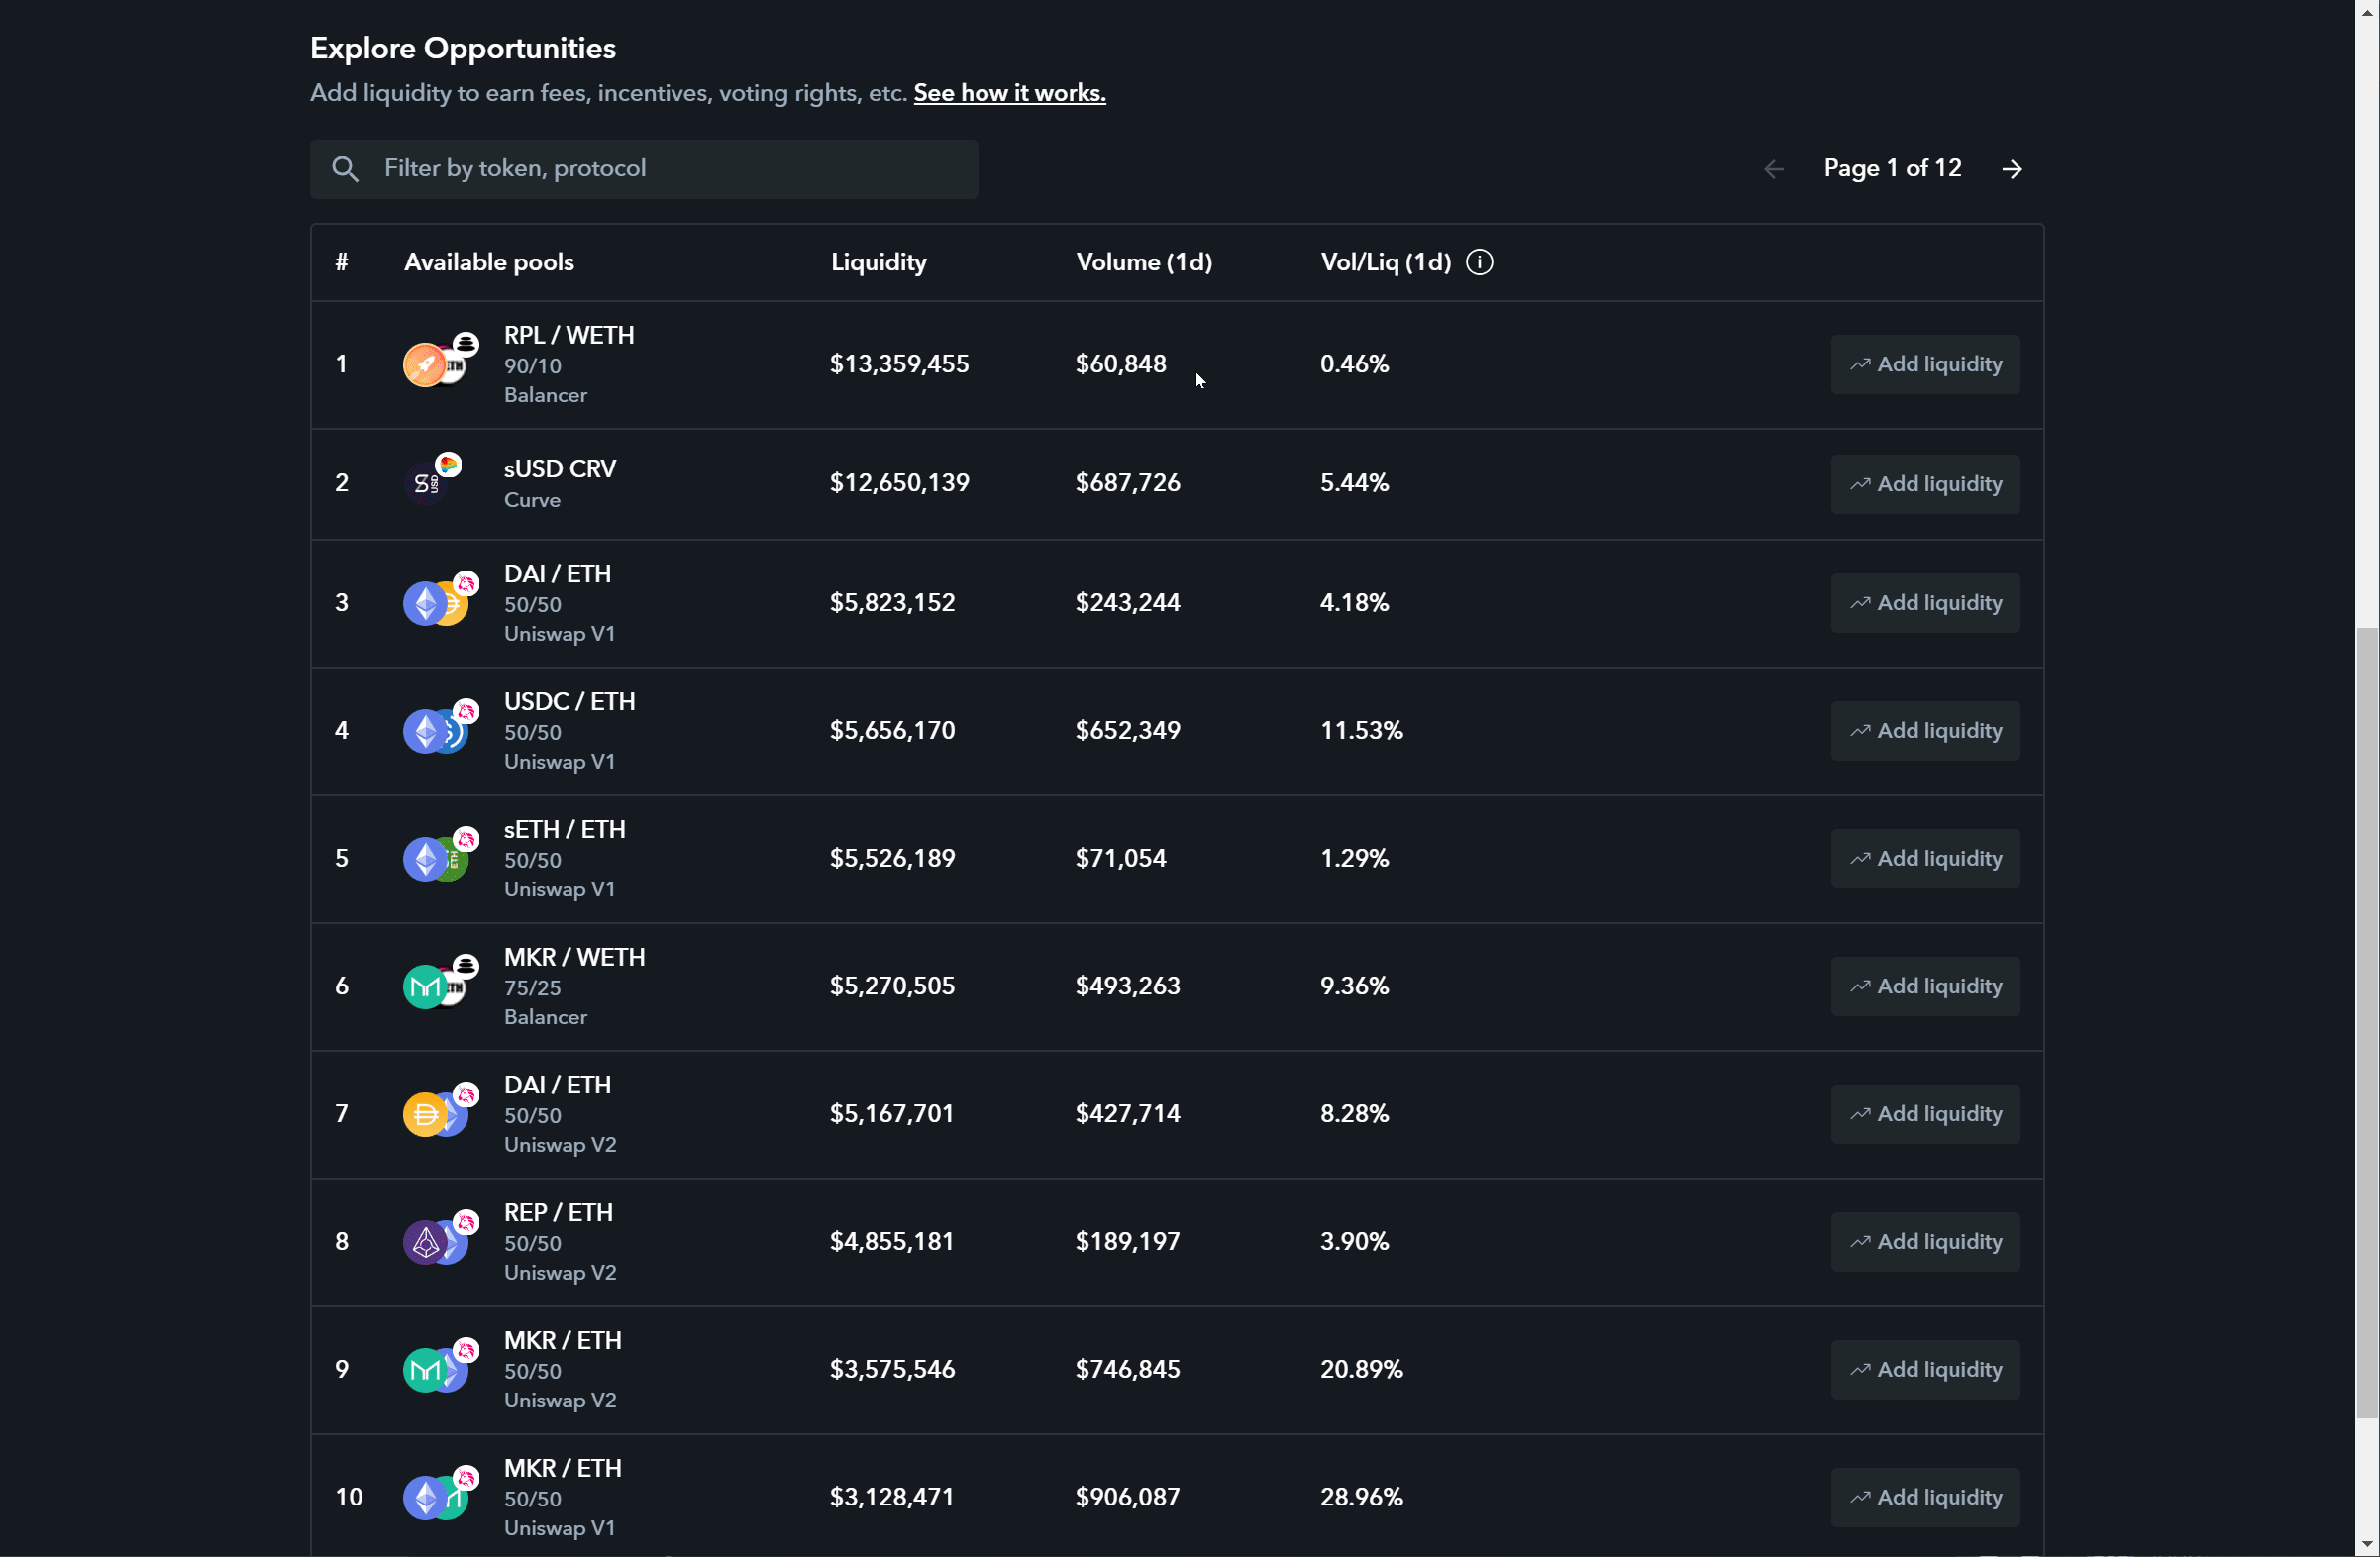 Explore Opportunities
Add liquidity to earn fees, incentives, voting rights, etc. See how it works.
Filter by token, protocol
Page 1 of 12
# Available pools Liquidity Volume (1d) Vol/Liq (1d)
RPL / WETH
1 90/10 $13,359,455 $60,848 0.46% Add liquidity
Balancer
sUSD CRV
2 $12,650,139 $687,726 5.44% Add liquidity
Curve
DAI / ETH
3 50/50 $5,823,152 $243,244 4.18% Add liquidity
Uniswap V1
USDC / ETH
4 50/50 $5,656,170 $652,349 11.53% Add liquidity
Uniswap V1
sETH / ETH
5 50/50 $5,526,189 $71,054 1.29% Add liquidity
Uniswap V1
MKR / WETH
6 75/25 $5,270,505 $493,263 9.36% Add liquidity
Balancer
DAI / ETH
7 50/50 $5,167,701 $427,714 8.28% Add liquidity
Uniswap V2
REP / ETH
8 50/50 $4,855,181 $189,197 3.90% Add liquidity
Uniswap V2
MKR / ETH
9 50/50 $3,575,546 $746,845 20.89% Add liquidity
Uniswap V2
MKR / ETH
10 50/50 $3,128,471 $906,087 28.96% Add liquidity
Uniswap V1